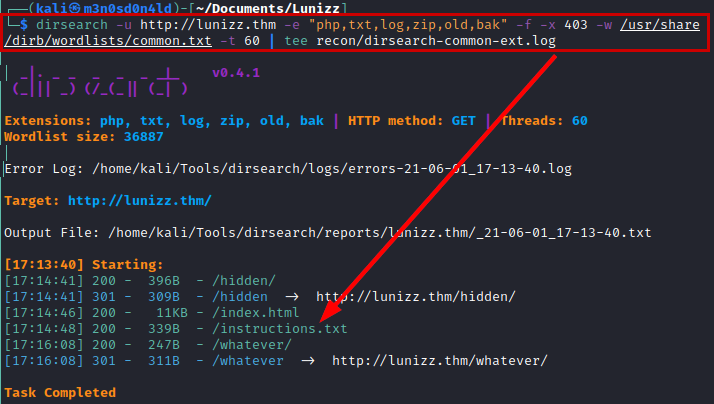 ┌──(kali㉿m3n0sd0n4ld)-[~/Documents/Lunizz]
└─$ dirsearch -u http://lunizz.thm -e "php,txt,log,zip,old,bak" -f -x 403 -w /usr/share
/dirb/wordlists/common.txt -t 60 | tee recon/dirsearch-common-ext.log
  _|. _ _  _  _  _ _|_    v0.4.1
 (_||| _) (/_(_|| (_| )
Extensions: php, txt, log, zip, old, bak | HTTP method: GET | Threads: 60
Wordlist size: 36887
Error Log: /home/kali/Tools/dirsearch/logs/errors-21-06-01_17-13-40.log
Target: http://lunizz.thm/
Output File: /home/kali/Tools/dirsearch/reports/lunizz.thm/_21-06-01_17-13-40.txt
[17:13:40] Starting:
[17:14:41] 200 -  396B  - /hidden/
[17:14:41] 301 -  309B  - /hidden  →  http://lunizz.thm/hidden/
[17:14:46] 200 -   11KB - /index.html
[17:14:48] 200 -  339B  - /instructions.txt
[17:16:08] 200 -  247B  - /whatever/
[17:16:08] 301 -  311B  - /whatever  →  http://lunizz.thm/whatever/
Task Completed